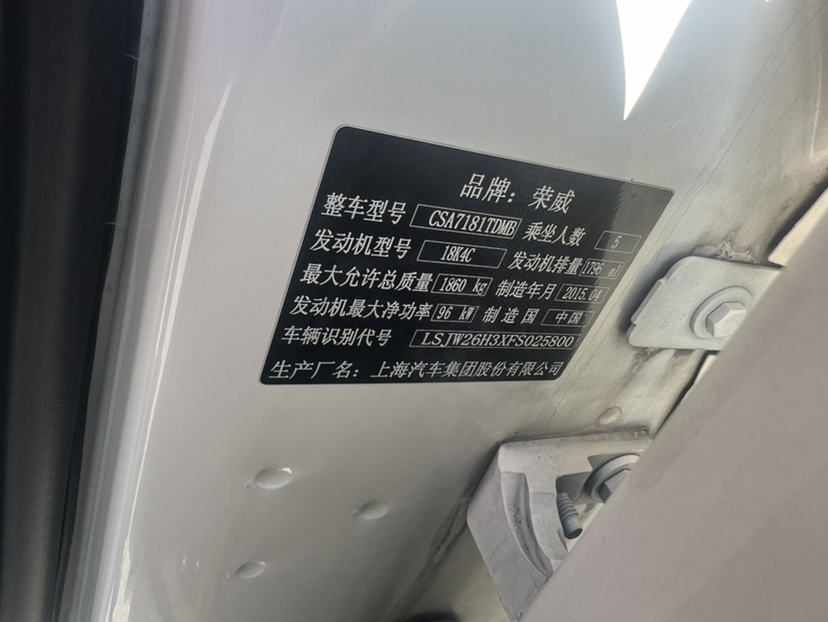 品牌：荣威
整车型号 CSA7181TDMB 乘坐人数 5
发动机型号 18K4C 发动机排量 1796 ml
最大允许总质量 1860 kg 制造年月 2015.04
发动机最大净功率 96 kW 制造国 中国
车辆识别代号 LSJW26H3XFS025800
生产厂名：上海汽车集团股份有限公司